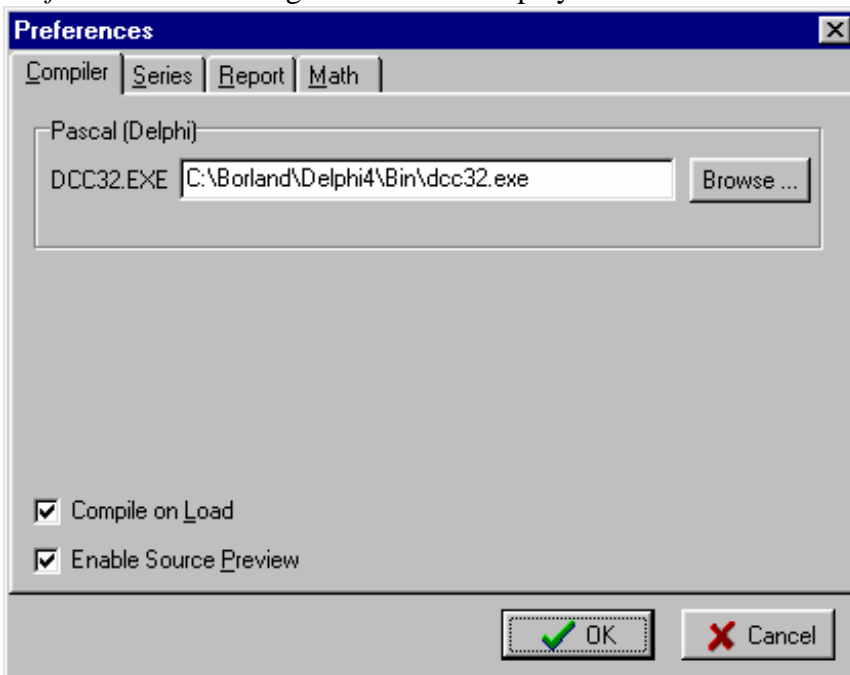 Preferences
Compiler Series Report Math
Pascal (Delphi)
DCC32.EXE C:\Borland\Delphi4\Bin\dcc32.exe Browse ...
Compile on Load
Enable Source Preview
OK Cancel